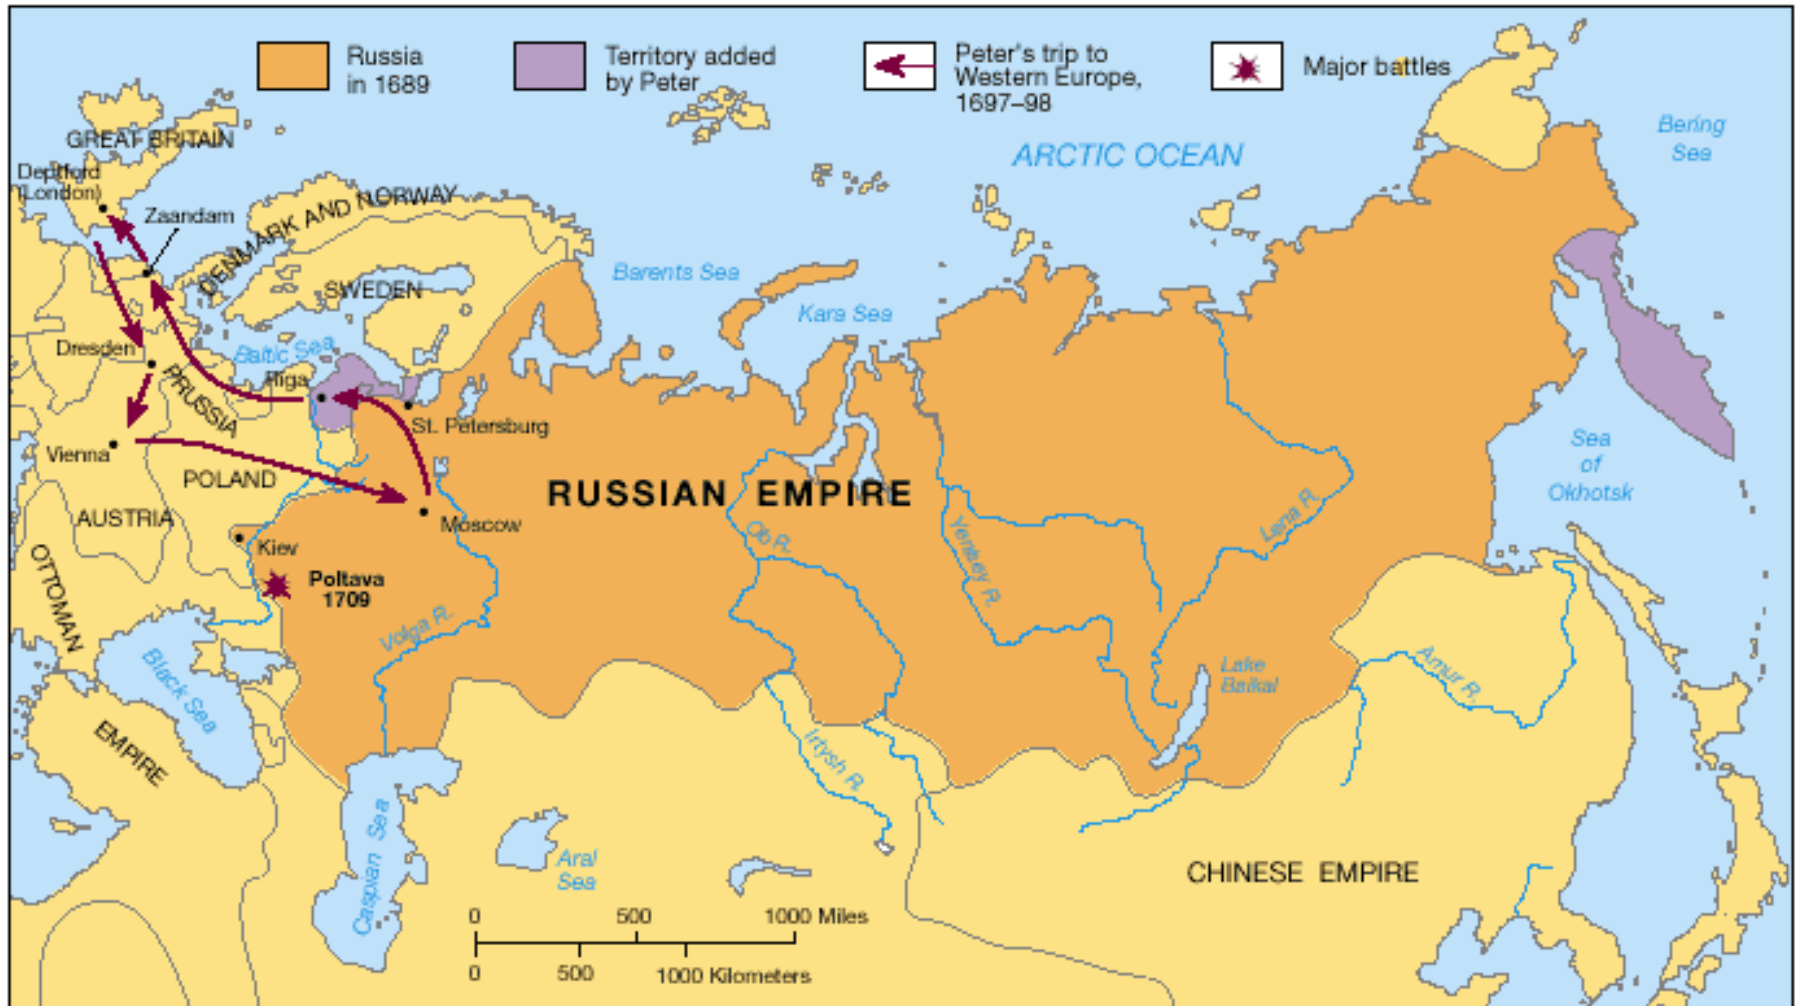 Russia
in 1689
Territory added
by Peter
Peter's trip to
Western Europe,
1697–98
Major battles
GREAT BRITAIN
Deptford
(London)
Zaandam
DENMARK AND NORWAY
SWEDEN
Barents Sea
Kara Sea
ARCTIC OCEAN
Bering
Sea
Dresden
Baltic Sea
Riga
PRUSSIA
St. Petersburg
Vienna
POLAND
RUSSIAN EMPIRE
AUSTRIA
Moscow
Kiev
OTTOMAN
EMPIRE
Poltava
1709
Volga R.
Ob R.
Yenisey R.
Lena R.
Sea
of
Okhotsk
Black Sea
Lake
Baikal
Amur R.
Irtysh R.
Caspian Sea
Aral
Sea
CHINESE EMPIRE
0 500 1000 Miles
0 500 1000 Kilometers